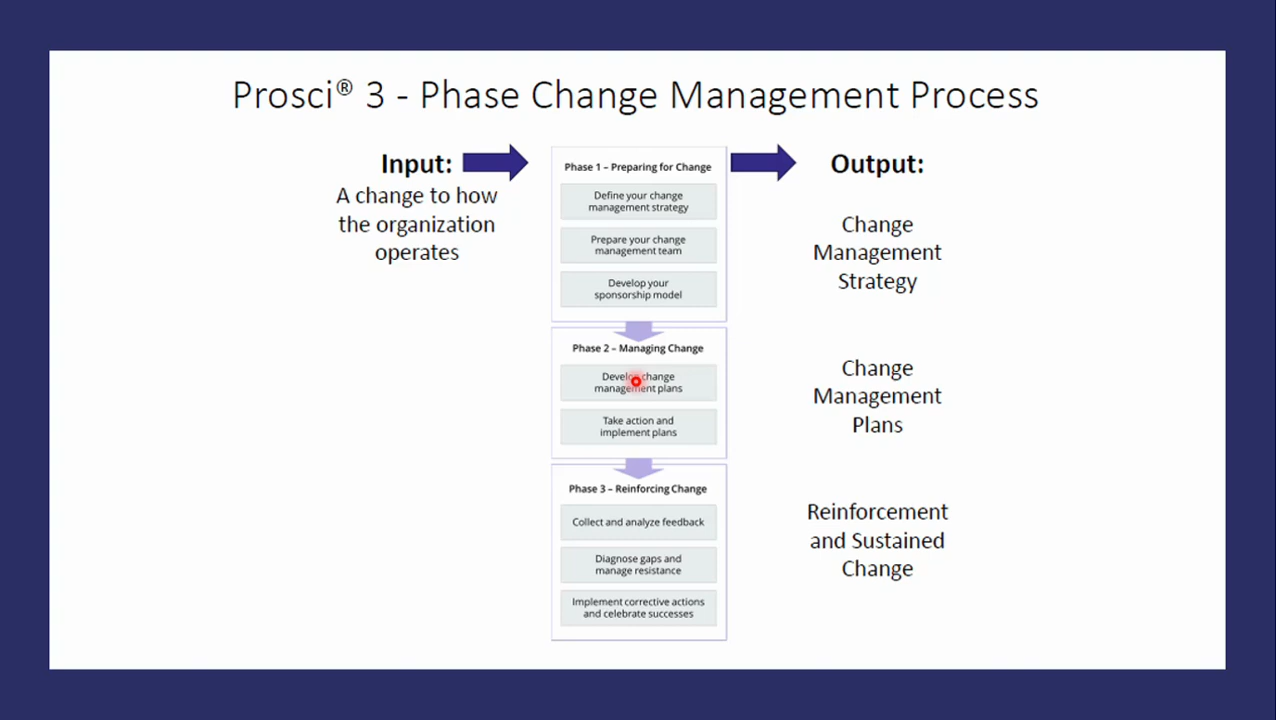 Prosci® 3 - Phase Change Management Process
Input:
A change to how
the organization
operates
Phase 1 – Preparing for Change
Define your change
management strategy
Prepare your change
management team
Develop your
sponsorship model
Phase 2 – Managing Change
Develop change
management plans
Take action and
implement plans
Phase 3 – Reinforcing Change
Collect and analyze feedback
Diagnose gaps and
manage resistance
Implement corrective actions
and celebrate successes
Output:
Change
Management
Strategy
Change
Management
Plans
Reinforcement
and Sustained
Change